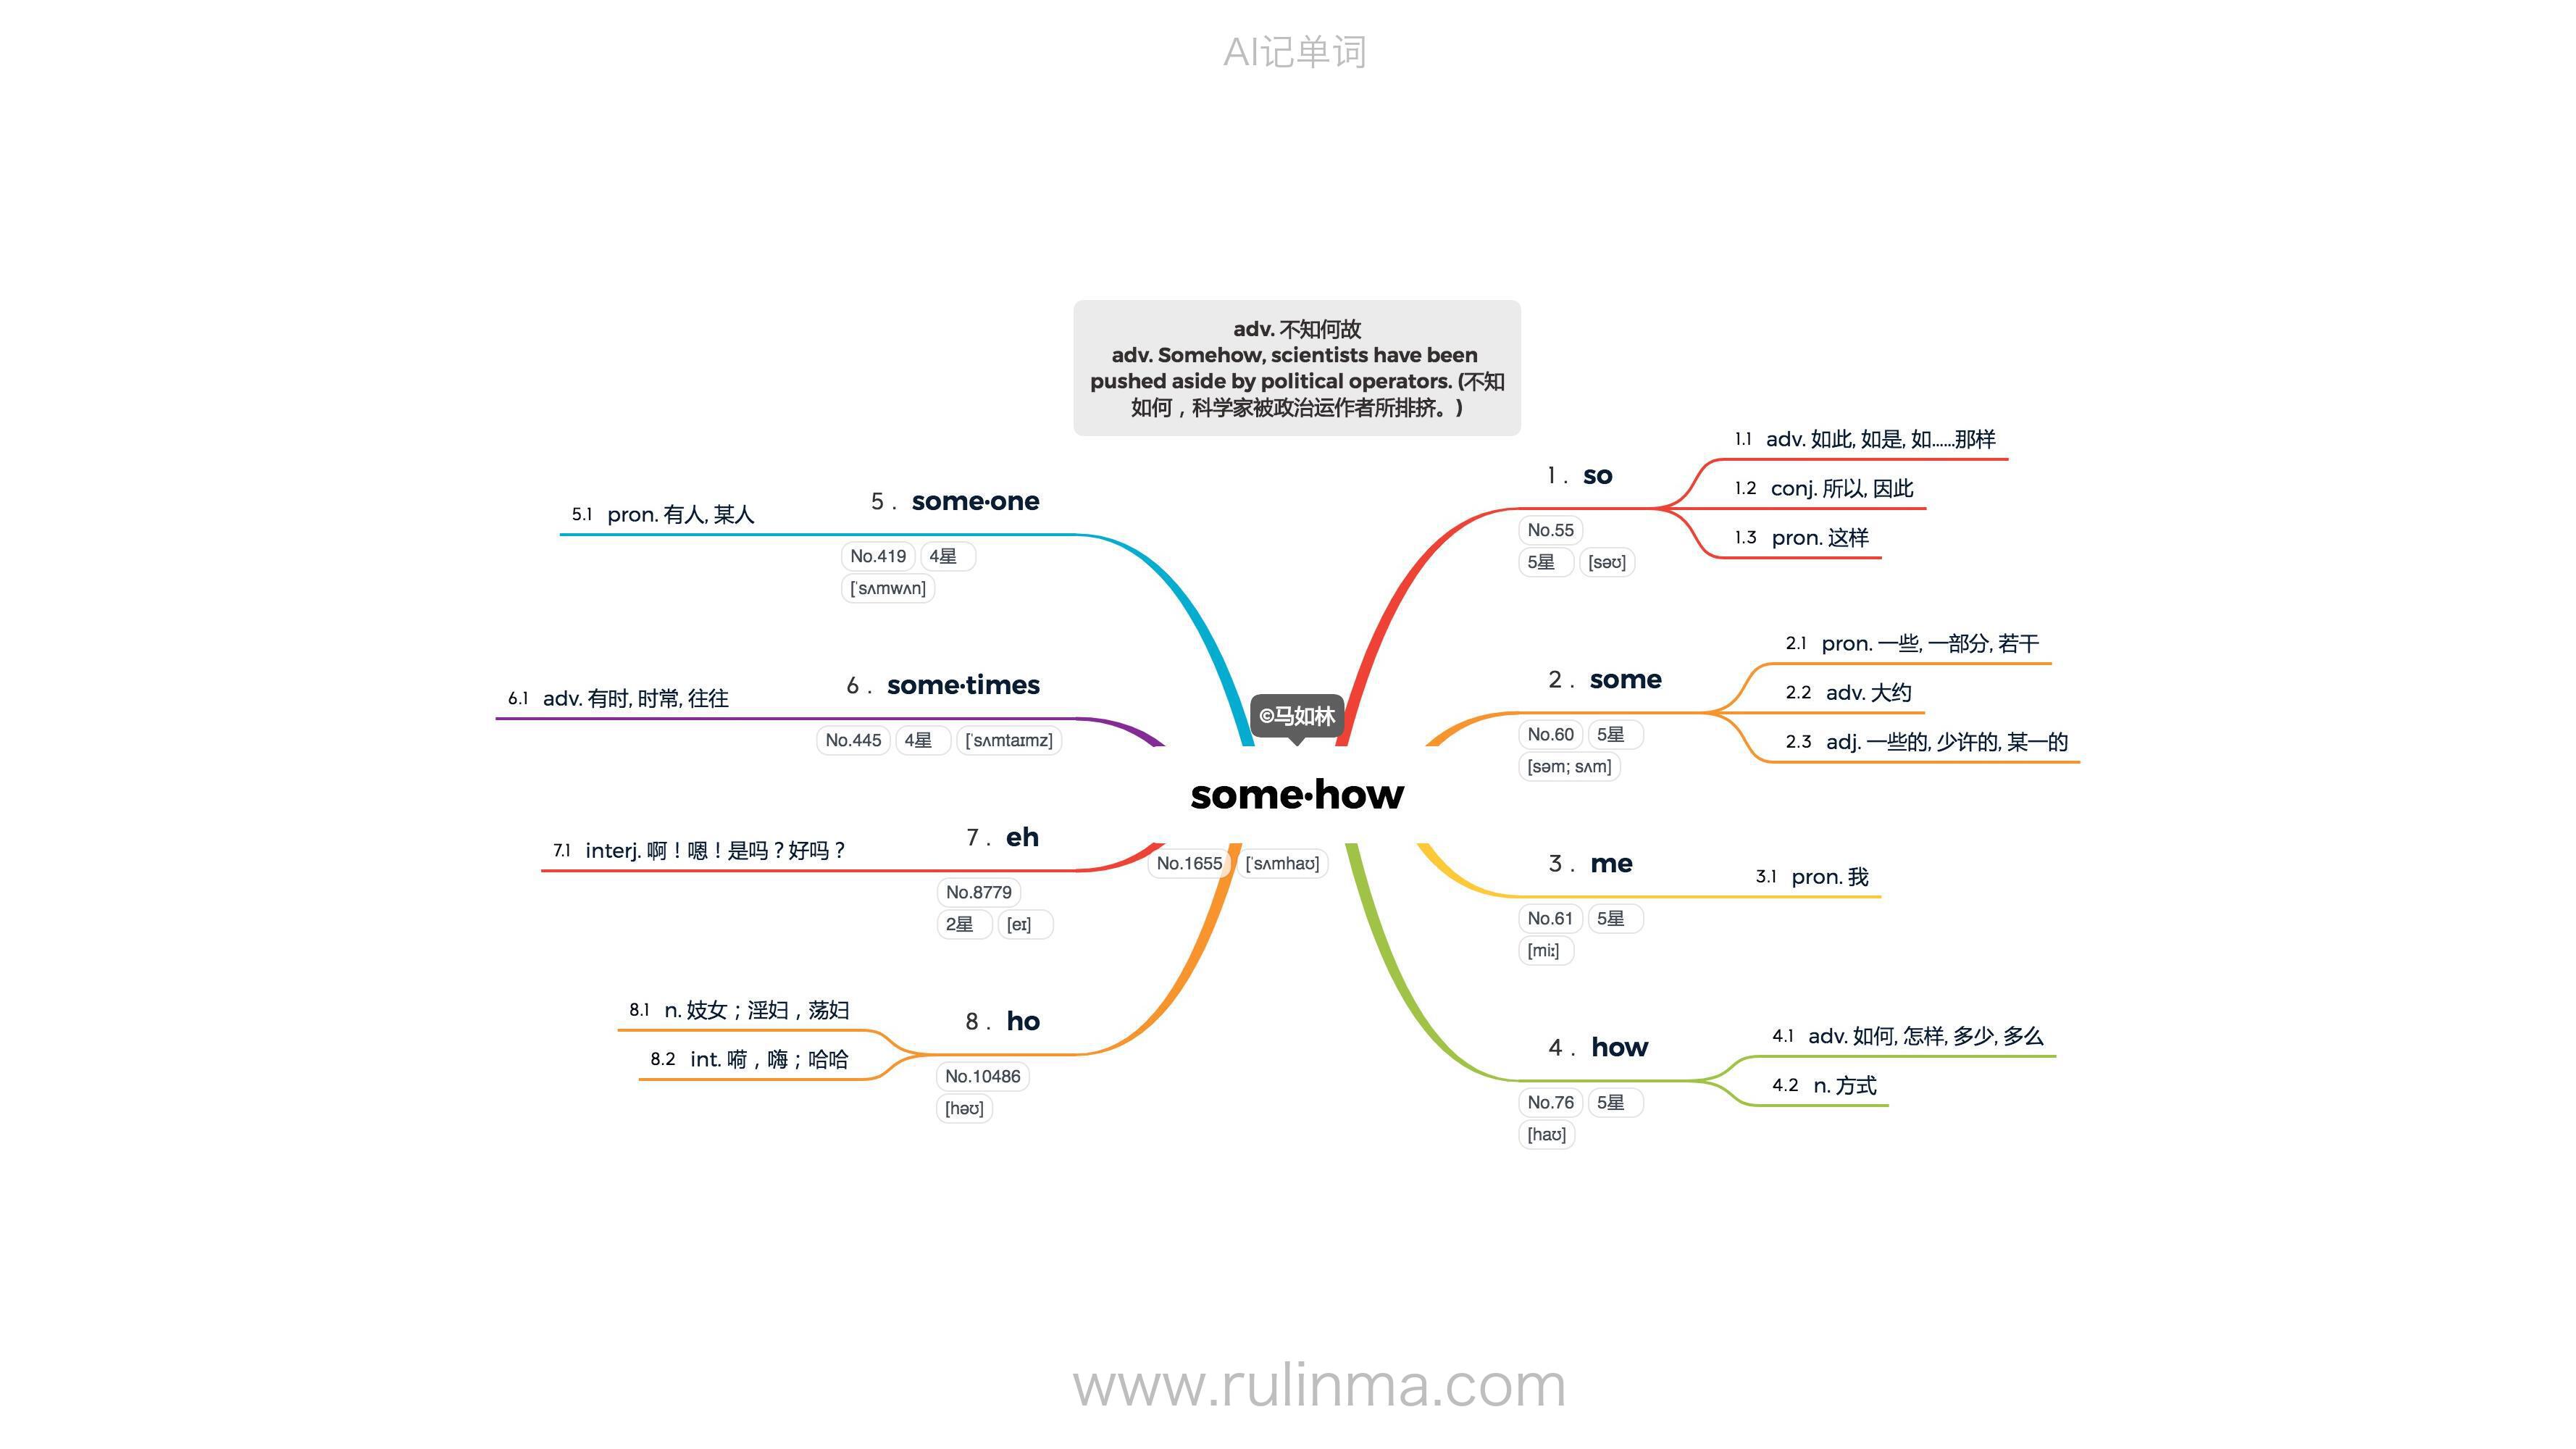 AI记单词
adv. 不知何故
adv. Somehow, scientists have been
pushed aside by political operators. (不知
如何，科学家被政治运作者所排挤。)
©马如林
some·how
No.1655 [ˈsʌmhaʊ]
1 . so
No.55
5星 [səʊ]
1.1 adv. 如此, 如是, 如......那样
1.2 conj. 所以, 因此
1.3 pron. 这样
2 . some
No.60 5星
[səm; sʌm]
2.1 pron. 一些, 一部分, 若干
2.2 adv. 大约
2.3 adj. 一些的, 少许的, 某一的
3 . me
No.61 5星
[miː]
3.1 pron. 我
4 . how
No.76 5星
[haʊ]
4.1 adv. 如何, 怎样, 多少, 多么
4.2 n. 方式
5 . some·one
No.419 4星
[ˈsʌmwʌn]
5.1 pron. 有人, 某人
6 . some·times
No.445 4星 [ˈsʌmtaɪmz]
6.1 adv. 有时, 时常, 往往
7 . eh
No.8779
2星 [eɪ]
7.1 interj. 啊！嗯！是吗？好吗？
8 . ho
No.10486
[həʊ]
8.1 n. 妓女；淫妇，荡妇
8.2 int. 嗬，嗨；哈哈
www.rulinma.com